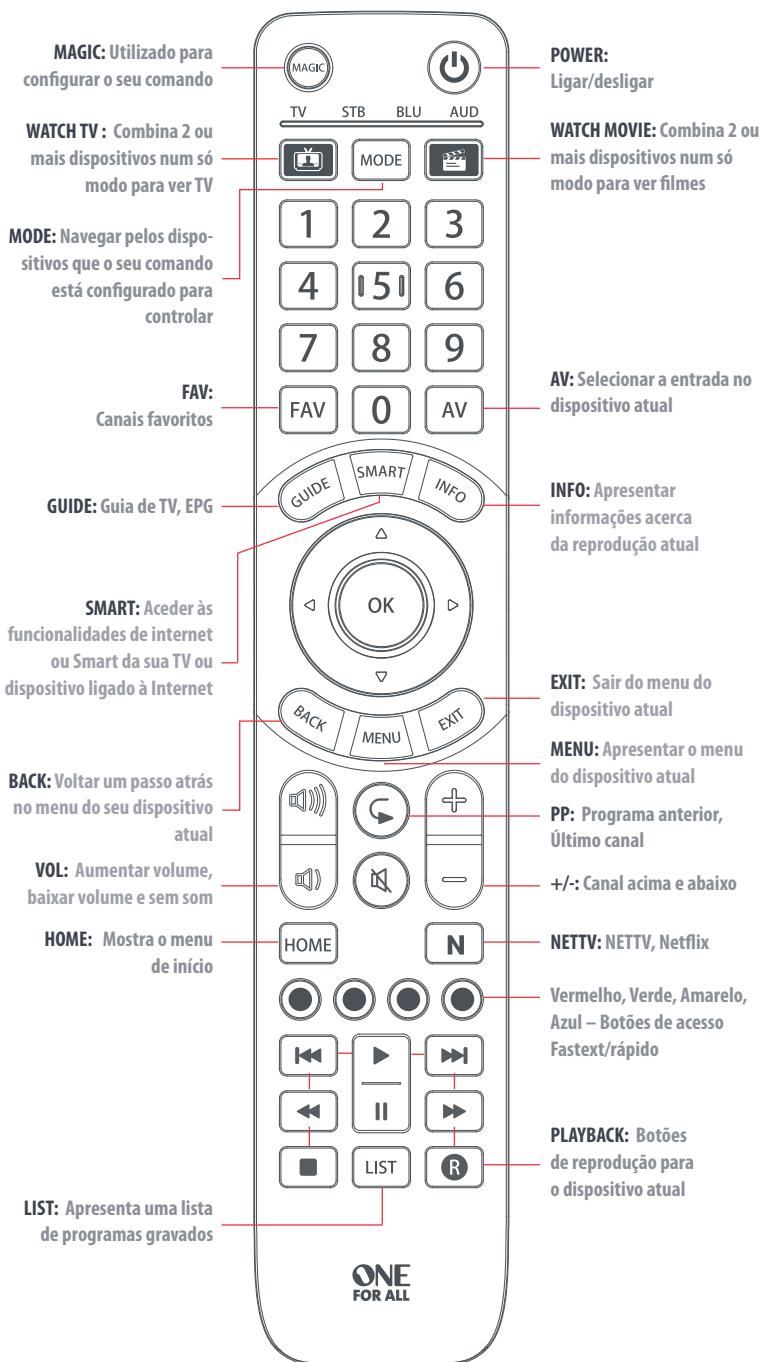 MAGIC: Utilizado para
configurar o seu comando
WATCH TV : Combina 2 ou
mais dispositivos num só
modo para ver TV
MODE: Navegar pelos dispo-
sitivos que o seu comando
está configurado para
controlar
FAV:
Canais favoritos
GUIDE: Guia de TV, EPG
SMART: Aceder às
funcionalidades de internet
ou Smart da sua TV ou
dispositivo ligado à Internet
BACK: Voltar um passo atrás
no menu do seu dispositivo
atual
VOL: Aumentar volume,
baixar volume e sem som
HOME: Mostra o menu
de início
LIST: Apresenta uma lista
de programas gravados
MAGIC
TV STB BLU AUD
MODE
1 2 3
4 5 6
7 8 9
FAV 0 AV
GUIDE SMART INFO
OK
BACK MENU EXIT
HOME N
LIST R
ONE
FOR ALL
POWER:
Ligar/desligar
WATCH MOVIE: Combina 2 ou
mais dispositivos num só
modo para ver filmes
AV: Selecionar a entrada no
dispositivo atual
INFO: Apresentar
informações acerca
da reprodução atual
EXIT: Sair do menu do
dispositivo atual
MENU: Apresentar o menu
do dispositivo atual
PP: Programa anterior,
Último canal
+/-: Canal acima e abaixo
NETTV: NETTV, Netflix
Vermelho, Verde, Amarelo,
Azul – Botões de acesso
Fastext/rápido
PLAYBACK: Botões
de reprodução para
o dispositivo atual